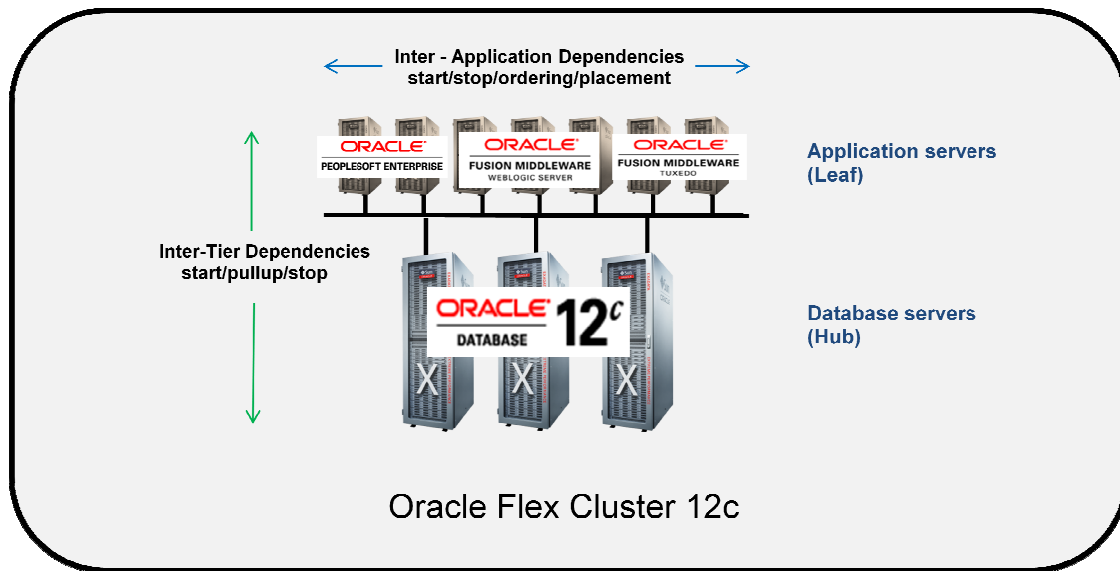 Inter - Application Dependencies
start/stop/ordering/placement
ORACLE®
PEOPLESOFT ENTERPRISE
ORACLE®
FUSION MIDDLEWARE
WEBLOGIC SERVER
ORACLE®
FUSION MIDDLEWARE
TUXEDO
Application servers
(Leaf)
Inter-Tier Dependencies
start/pullup/stop
ORACLE®
DATABASE
12c
X X X
Database servers
(Hub)
Oracle Flex Cluster 12c